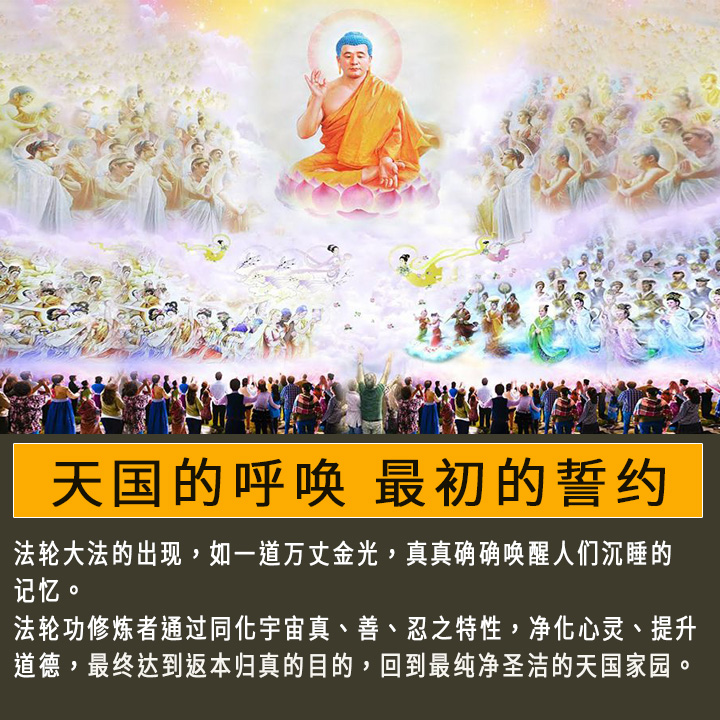 天国的呼唤 最初的誓约
法轮大法的出现，如一道万丈金光，真真确确唤醒人们沉睡的
记忆。
法轮功修炼者通过同化宇宙真、善、忍之特性，净化心灵、提升
道德，最终达到返本归真的目的，回到最纯净圣洁的天国家园。